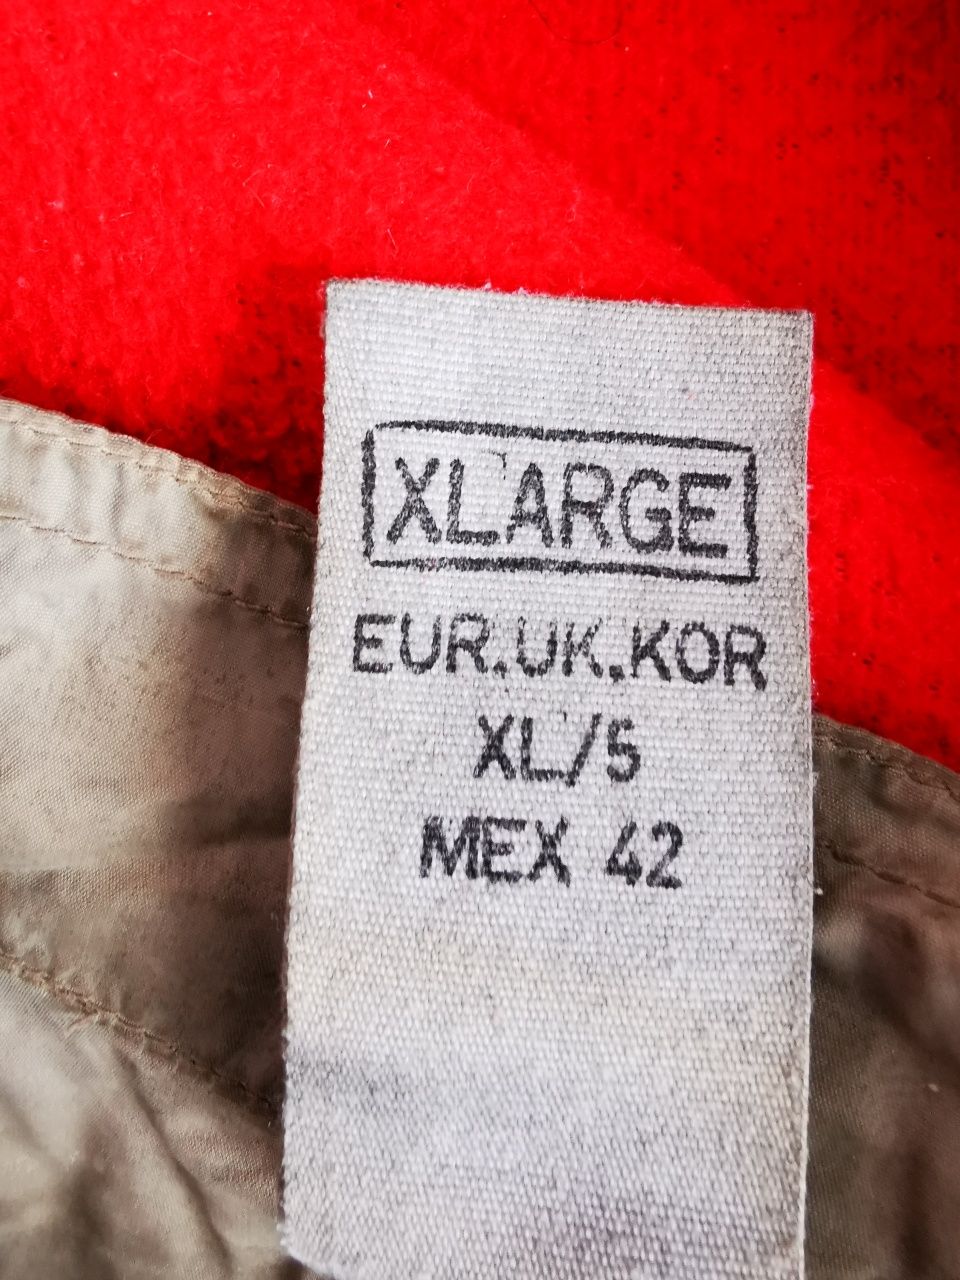 XLARGE
EUR.UK.KOR
XL/5
MEX 42